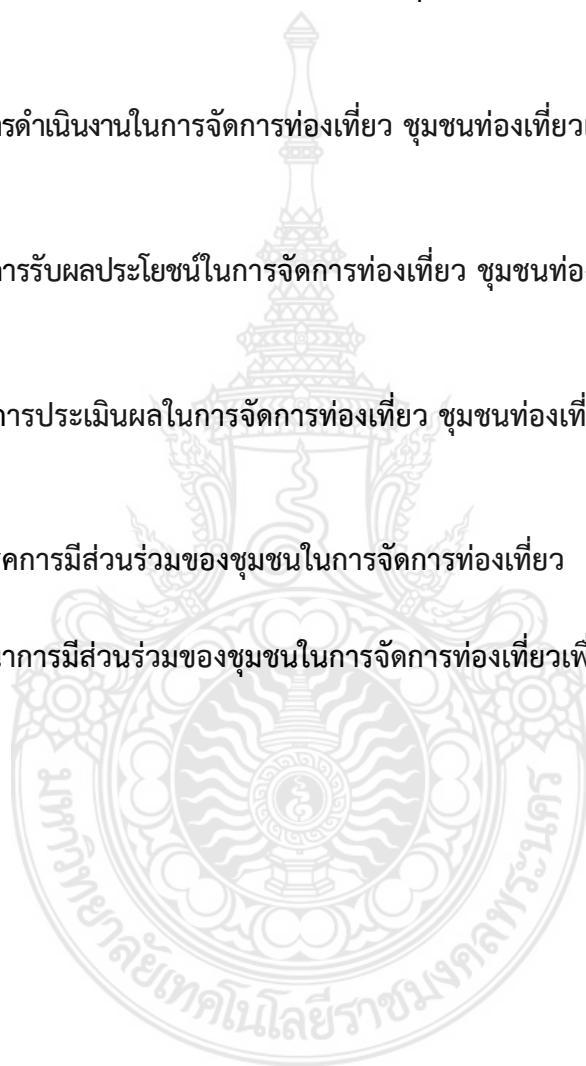 รดำเนินงานในการจัดการท่องเที่ยว ชุมชนท่องเที่ยว
การรับผลประโยชน์ในการจัดการท่องเที่ยว ชุมชนท่อง
การประเมินผลในการจัดการท่องเที่ยว ชุมชนท่องเที่
คการมีส่วนร่วมของชุมชนในการจัดการท่องเที่ยว
าการมีส่วนร่วมของชุมชนในการจัดการท่องเที่ยวเพื่
มหาวิทยาลัยเทคโนโลยีราชมงคลพระนคร